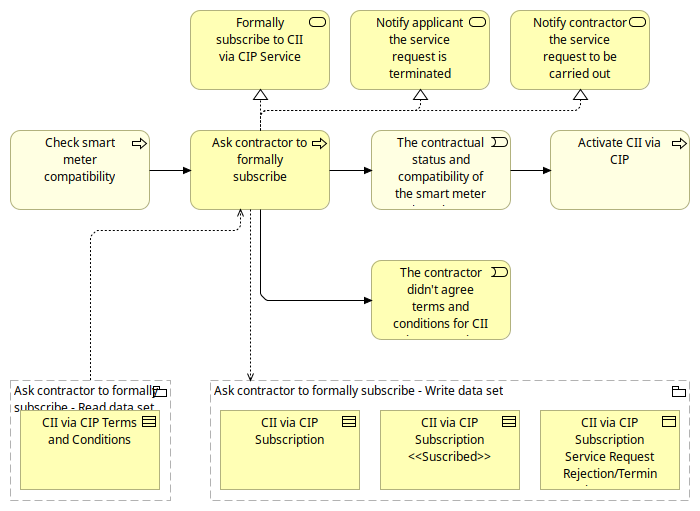 Formally
subscribe to CII
via CIP Service
Notify applicant
the service
request is
terminated
Notify contractor
the service
request to be
carried out
Check smart
meter
compatibility
Ask contractor to
formally
subscribe
The contractual
status and
compatibility of
the smart meter
Activate CII via
CIP
The contractor
didn't agree
terms and
conditions for CII
Ask contractor to formally
subscribe - Read data set
CII via CIP Terms
and Conditions
Ask contractor to formally subscribe - Write data set
CII via CIP
Subscription
CII via CIP
Subscription
<<Suscribed>>
CII via CIP
Subscription
Service Request
Rejection/Termin